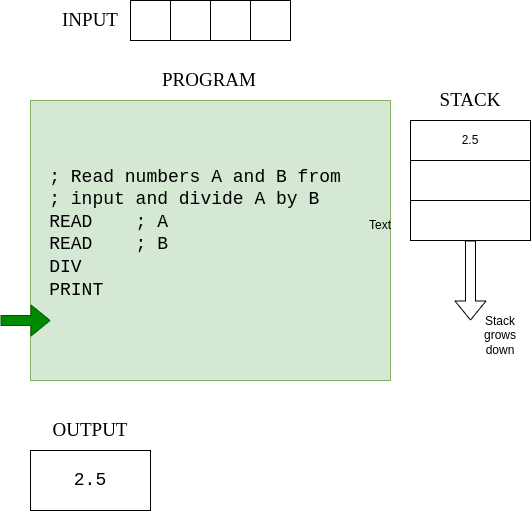 INPUT
PROGRAM
STACK
2.5
; Read numbers A and B from
; input and divide A by B
READ    ; A
READ    ; B
DIV
PRINT
Text
Stack
grows
down
OUTPUT
2.5